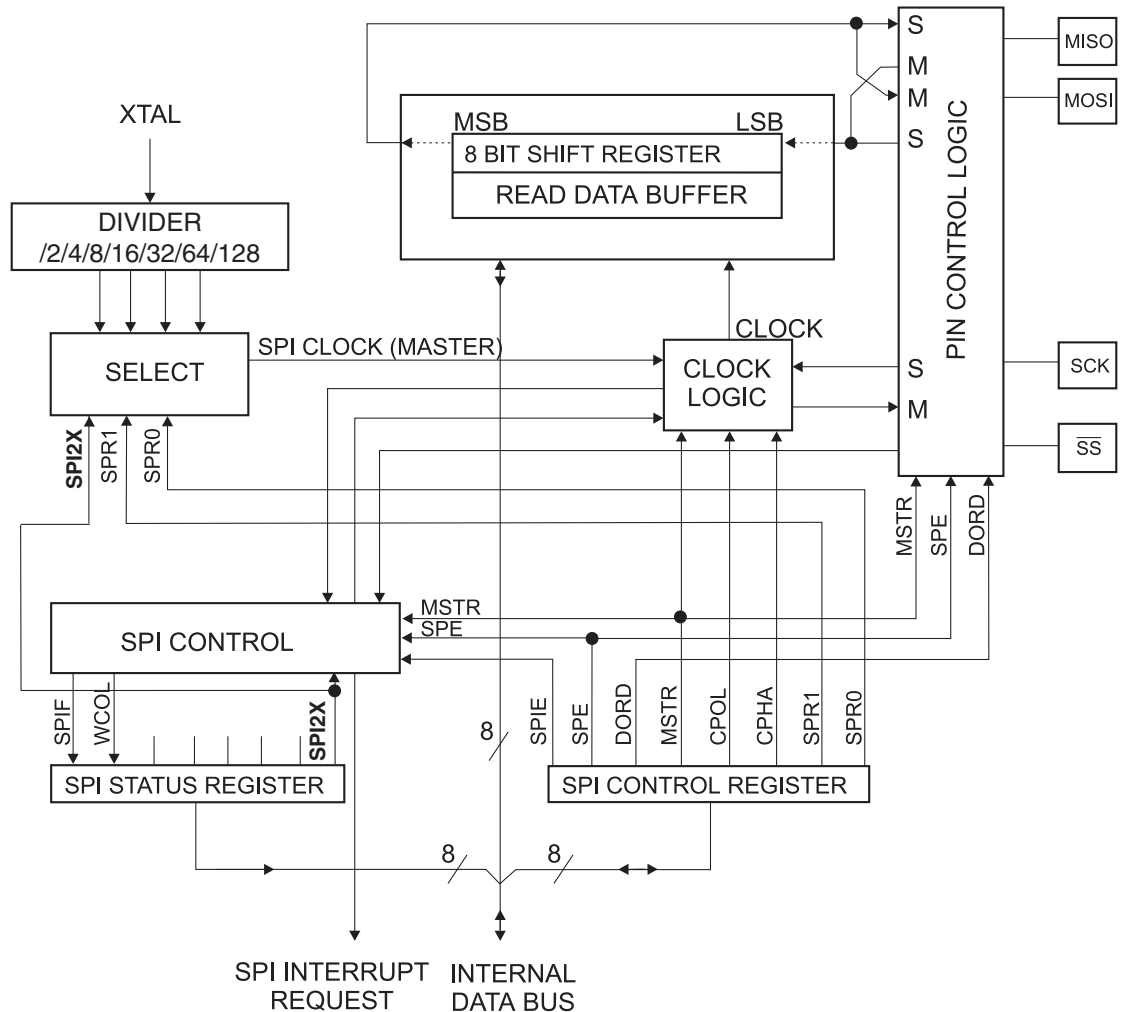 S
MISO
M
M
MOSI
S
XTAL
MSB
LSB
8 BIT SHIFT REGISTER
READ DATA BUFFER
DIVIDER
/2/4/8/16/32/64/128
PIN CONTROL LOGIC
SELECT
SPI CLOCK (MASTER)
CLOCK
CLOCK
LOGIC
S
M
SCK
SS
SPI2X
SPR1
SPR0
MSTR
SPE
DORD
SPI CONTROL
MSTR
SPE
SPIF
WCOL
SPI2X
8
SPIE
SPE
DORD
MSTR
CPOL
CPHA
SPR1
SPR0
SPI STATUS REGISTER
SPI CONTROL REGISTER
8
8
SPI INTERRUPT
REQUEST
INTERNAL
DATA BUS